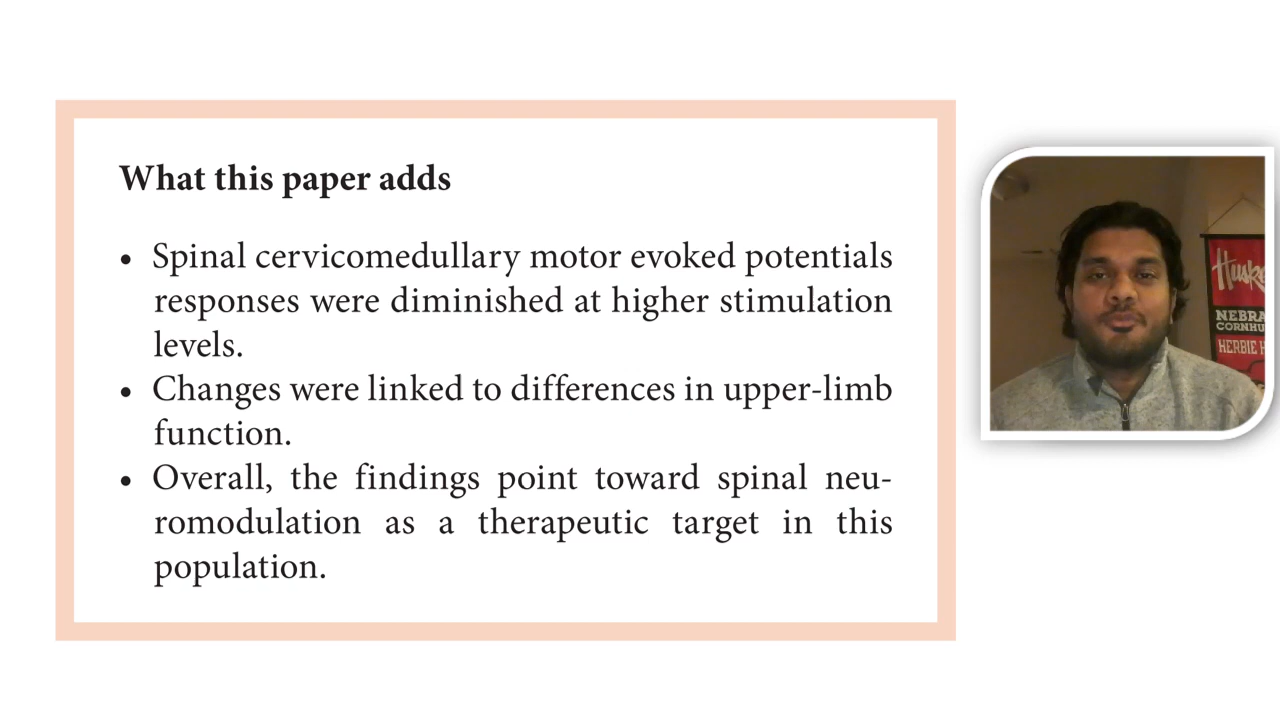 What this paper adds
• Spinal cervicomedullary motor evoked potentials
responses were diminished at higher stimulation
levels.
• Changes were linked to differences in upper-limb
function.
• Overall, the findings point toward spinal neu-
romodulation as a therapeutic target in this
population.
NEBRA
CORNHU
HERBIE H